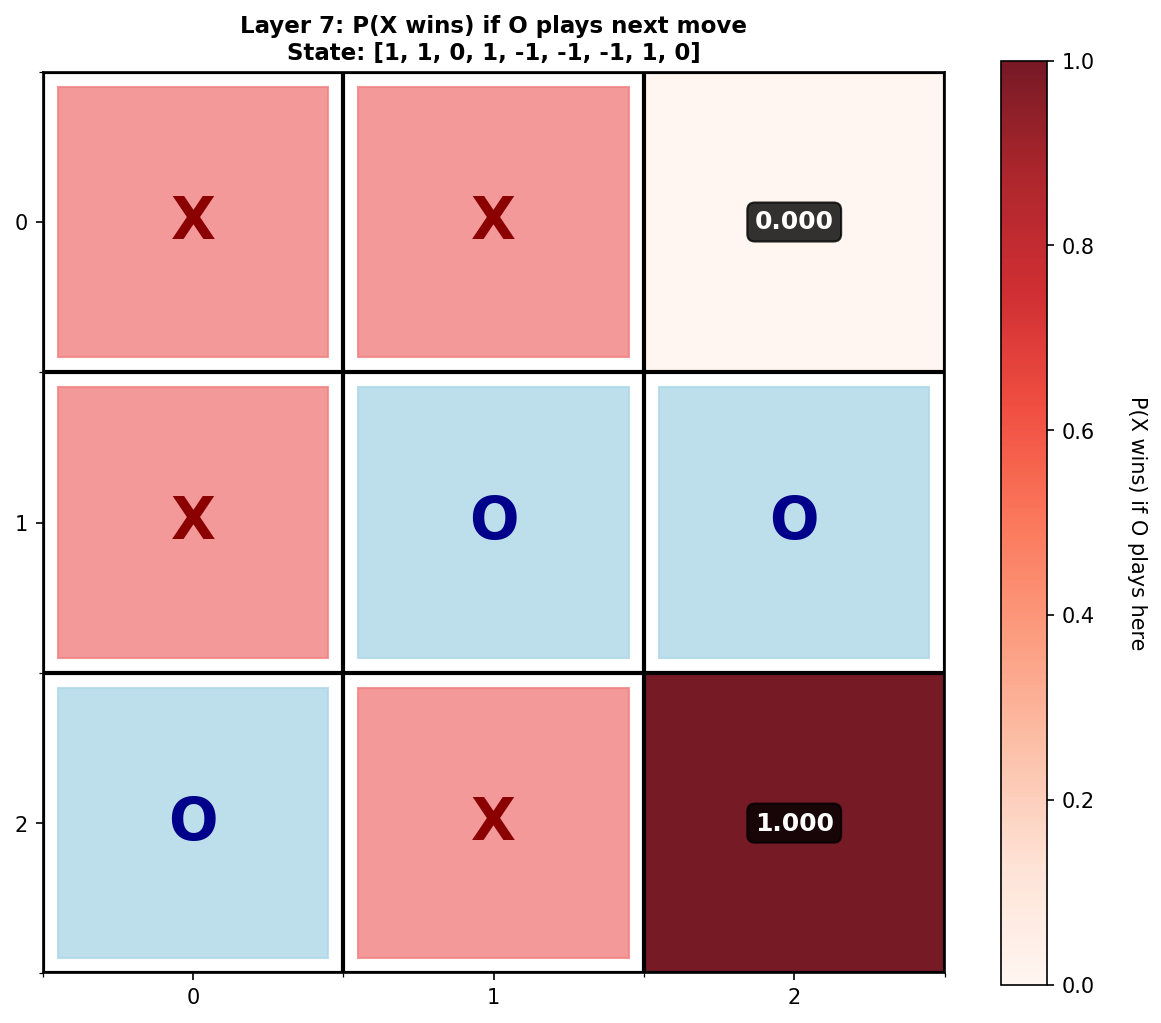 Layer 7: P(X wins) if O plays next move
State: [1, 1, 0, 1, -1, -1, -1, 1, 0]
0
X
X
0.000
1
X
O
O
2
O
X
1.000
0
1
2
1.0
0.8
0.6
0.4
0.2
0.0
P(X wins) if O plays here